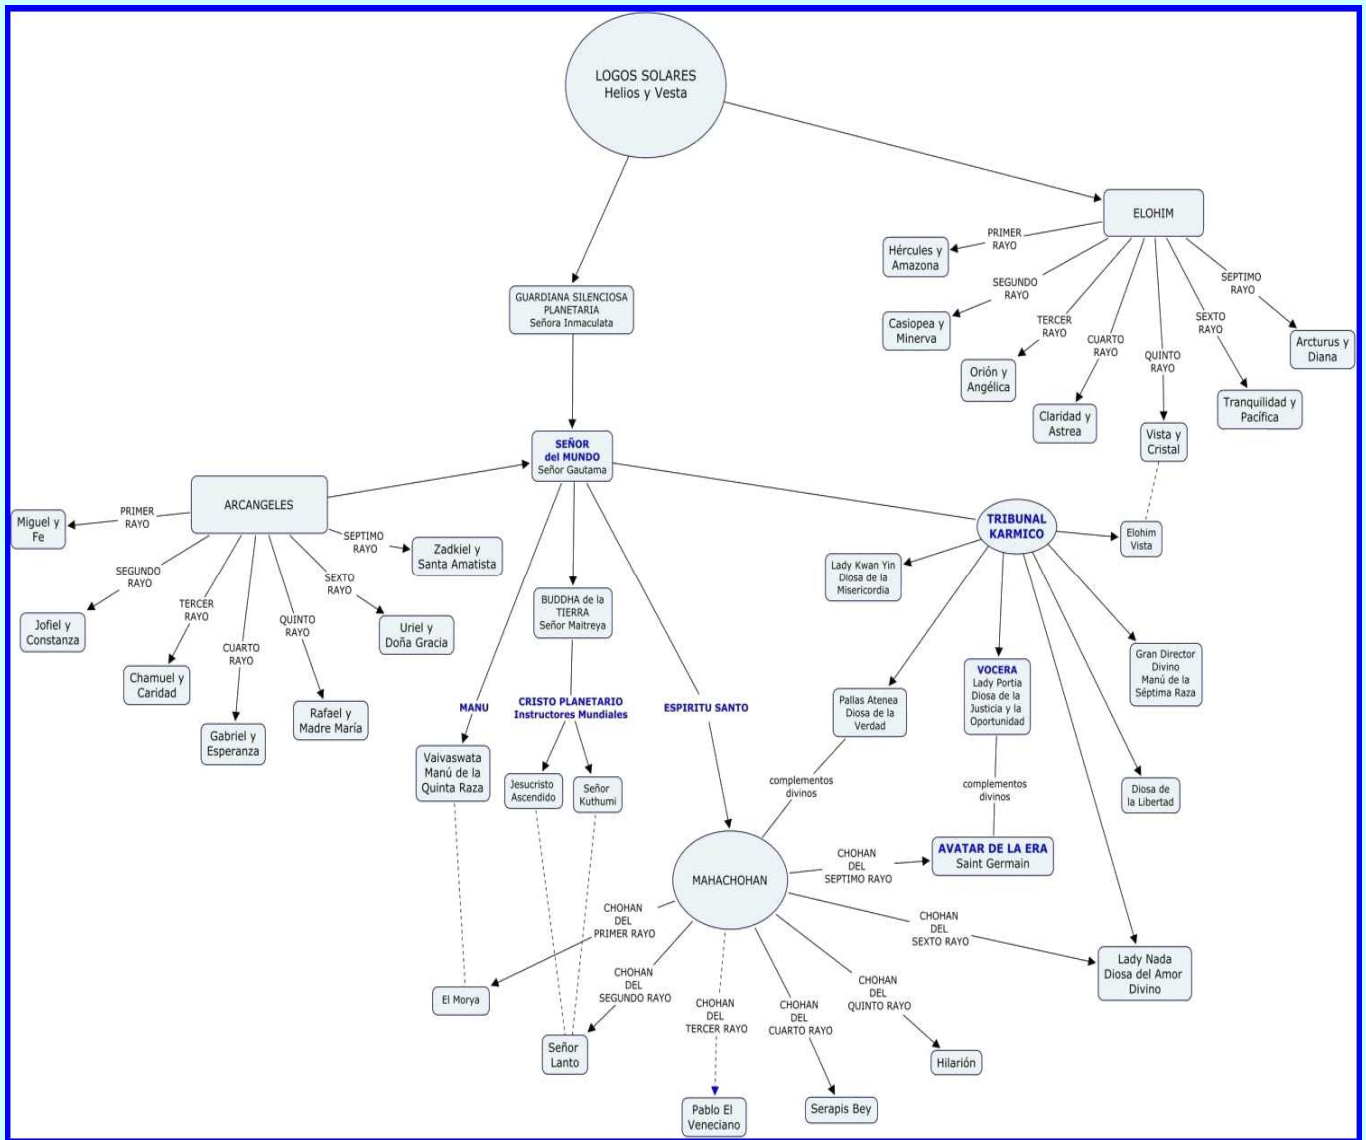 LOGOS SOLARES
Helios y Vesta
ELOHIM
PRIMER
RAYO
Hércules y
Amazona
SEGUNDO
RAYO
Casiopea y
Minerva
TERCER
RAYO
Orión y
Angélica
CUARTO
RAYO
Claridad y
Astrea
QUINTO
RAYO
Vista y
Cristal
SEXTO
RAYO
Tranquilidad y
Pacífica
SEPTIMO
RAYO
Arcturus y
Diana
GUARDIANA SILENCIOSA
PLANETARIA
Señora Inmaculata
SEÑOR
del MUNDO
Señor Gautama
ARCANGELES
PRIMER
RAYO
Miguel y
Fe
SEGUNDO
RAYO
Jofiel y
Constanza
TERCER
RAYO
Chamuel y
Caridad
CUARTO
RAYO
Gabriel y
Esperanza
QUINTO
RAYO
Rafael y
Madre María
SEXTO
RAYO
Uriel y
Doña Gracia
SEPTIMO
RAYO
Zadkiel y
Santa Amatista
TRIBUNAL
KARMICO
Elohim
Vista
Lady Kwan Yin
Diosa de la
Misericordia
Pallas Atenea
Diosa de la
Verdad
VOCERA
Lady Portia
Diosa de la
Justicia y la
Oportunidad
Gran Director
Divino
Manú de la
Séptima Raza
Diosa de
la Libertad
BUDDHA de la
TIERRA
Señor Maitreya
MANU
CRISTO PLANETARIO
Instructores Mundiales
ESPIRITU SANTO
Vaivaswata
Manú de la
Quinta Raza
Jesucristo
Ascendido
Señor
Kuthumi
complementos
divinos
complementos
divinos
MAHACHOHAN
CHOHAN
DEL
SEPTIMO RAYO
AVATAR DE LA ERA
Saint Germain
CHOHAN
DEL
PRIMER RAYO
El Morya
CHOHAN
DEL
SEGUNDO RAYO
Señor
Lanto
CHOHAN
DEL
TERCER RAYO
Pablo El
Veneciano
CHOHAN
DEL
CUARTO RAYO
Serapis Bey
CHOHAN
DEL
QUINTO RAYO
Hilarión
CHOHAN
DEL
SEXTO RAYO
Lady Nada
Diosa del Amor
Divino